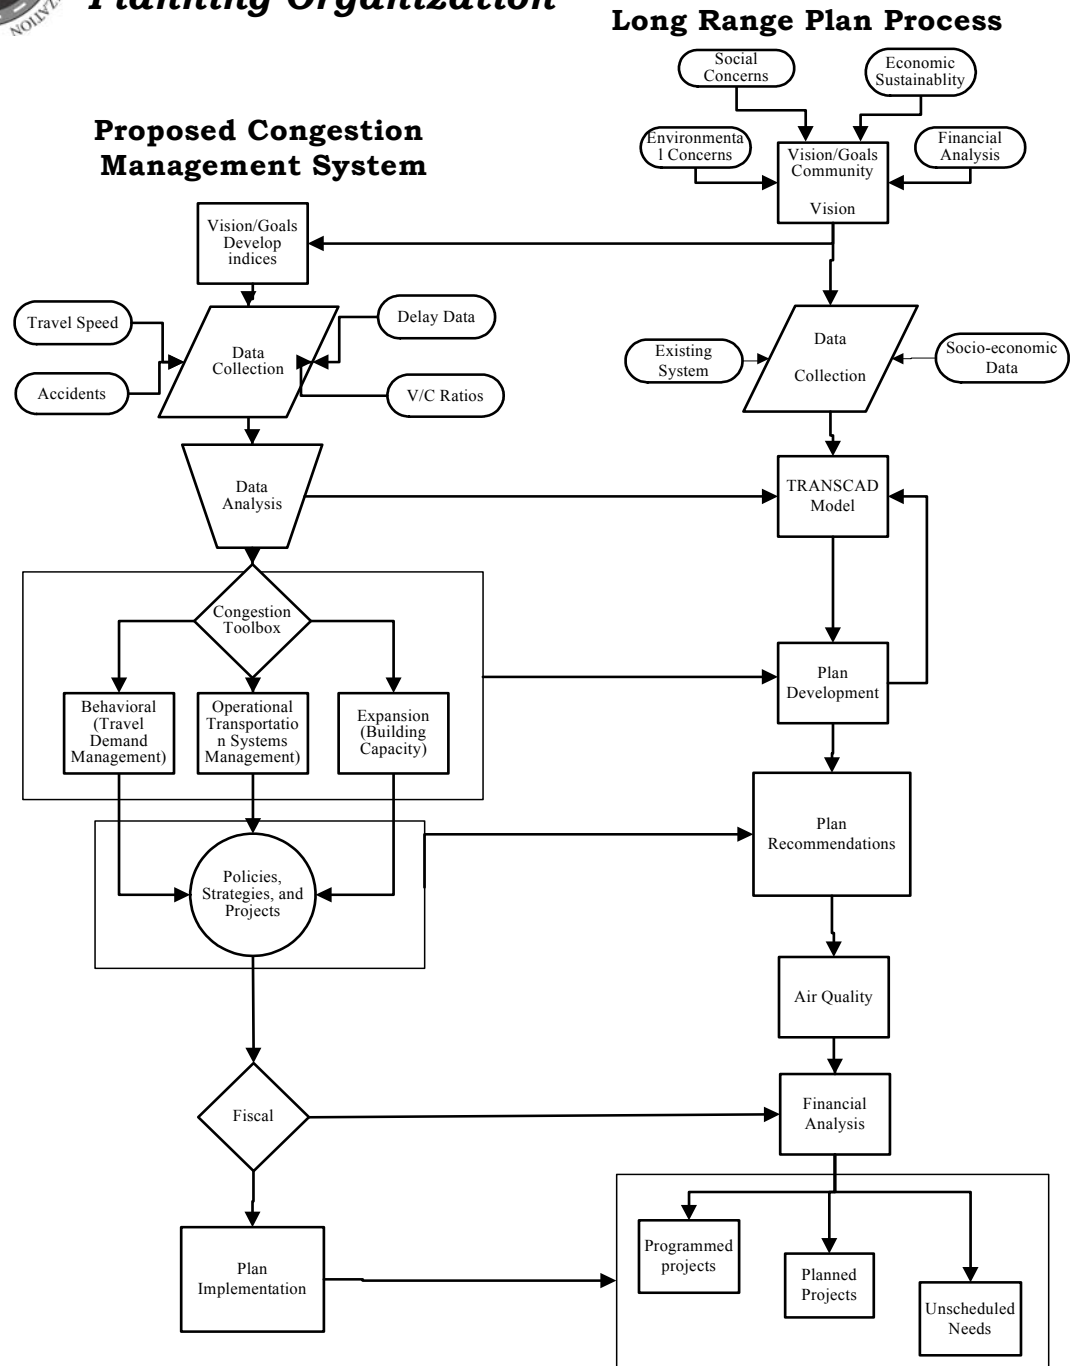 Planning Organization
IZATION
Long Range Plan Process
Social
Concerns
Economic
Sustainablity
Proposed Congestion
Management System
Environmenta
l Concerns
Vision/Goals
Community
Vision
Financial
Analysis
Vision/Goals
Develop
indices
Travel Speed
Delay Data
Data
Collection
Accidents
V/C Ratios
Existing
System
Data
Collection
Socio-economic
Data
Data
Analysis
TRANSCAD
Model
Congestion
Toolbox
Plan
Development
Behavioral
(Travel
Demand
Management)
Operational
Transportatio
n Systems
Management)
Expansion
(Building
Capacity)
Plan
Recommendations
Policies,
Strategies, and
Projects
Air Quality
Fiscal
Financial
Analysis
Plan
Implementation
Programmed
projects
Planned
Projects
Unscheduled
Needs